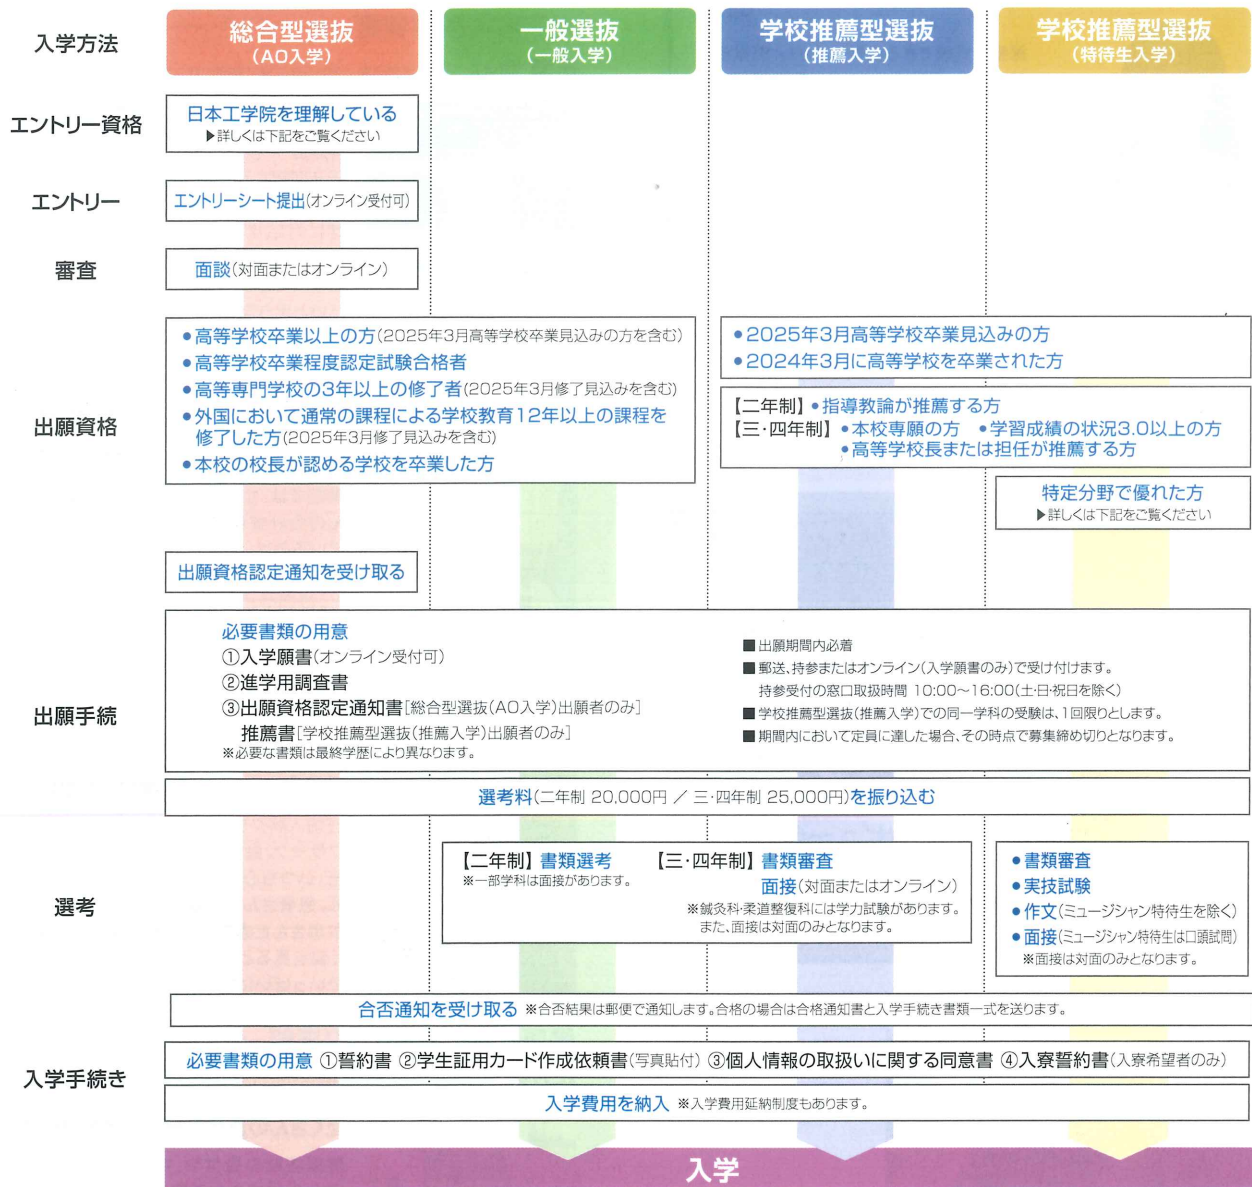 入学方法
総合型選抜
(AO入学)
一般選抜
(一般入学)
学校推薦型選抜
(推薦入学)
学校推薦型選抜
(特待生入学)
エントリー資格
日本工学院を理解している
▶詳しくは下記をご覧ください
エントリー
エントリーシート提出(オンライン受付可)
審査
面談(対面またはオンライン)
出願資格
●高等学校卒業以上の方(2025年3月高等学校卒業見込みの方を含む)
●高等学校卒業程度認定試験合格者
●高等専門学校の3年以上の修了者(2025年3月修了見込みを含む)
●外国において通常の課程による学校教育12年以上の課程を
修了した方(2025年3月修了見込みを含む)
●本校の校長が認める学校を卒業した方
●2025年3月高等学校卒業見込みの方
●2024年3月に高等学校を卒業された方
【二年制】●指導教諭が推薦する方
【三・四年制】●本校専願の方 ●学習成績の状況3.0以上の方
●高等学校長または担任が推薦する方
特定分野で優れた方
▶詳しくは下記をご覧ください
出願資格認定通知を受け取る
出願手続
必要書類の用意
①入学願書(オンライン受付可)
②進学用調査書
③出願資格認定通知書[総合型選抜(AO入学)出願者のみ]
推薦書[学校推薦型選抜(推薦入学)出願者のみ]
※必要な書類は最終学歴により異なります。
■出願期間内必着
■郵送、持参またはオンライン(入学願書のみ)で受け付けます。
持参受付の窓口取扱時間 10:00〜16:00(土・日・祝日を除く)
■学校推薦型選抜(推薦入学)での同一学科の受験は、1回限りとします。
■期間内において定員に達した場合、その時点で募集締め切りとなります。
選考料(二年制 20,000円 / 三・四年制 25,000円)を振り込む
選考
【二年制】書類選考
※一部学科は面接があります。
【三・四年制】書類審査
面接(対面またはオンライン)
※鍼灸科・柔道整復科には学力試験があります。
また、面接は対面のみとなります。
●書類審査
●実技試験
●作文(ミュージシャン特待生を除く)
●面接(ミュージシャン特待生は口頭試問)
※面接は対面のみとなります。
合否通知を受け取る ※合否結果は郵便で通知します。合格の場合は合格通知書と入学手続き書類一式を送ります。
入学手続き
必要書類の用意 ①誓約書 ②学生証用カード作成依頼書(写真貼付) ③個人情報の取扱いに関する同意書 ④入寮誓約書(入寮希望者のみ)
入学費用を納入 ※入学費用延納制度もあります。
入学